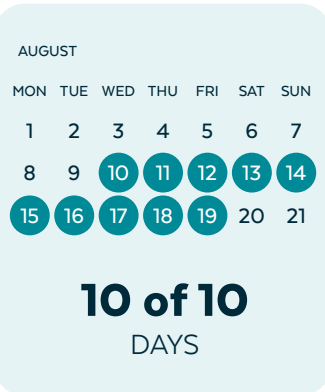 AUGUST
MON TUE WED THU FRI SAT SUN
1 2 3 4 5 6 7
8 9 10 11 12 13 14
15 16 17 18 19 20 21
10 of 10
DAYS